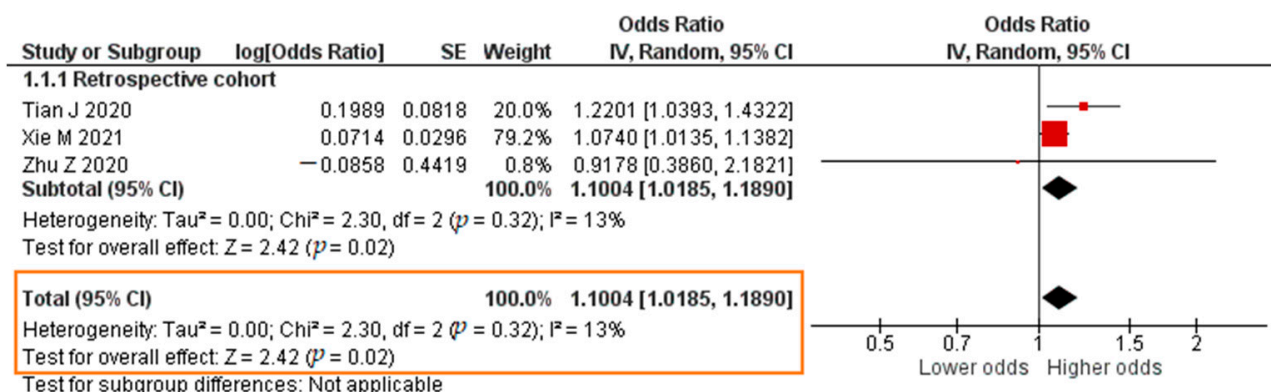 Odds Ratio Odds Ratio
Study or Subgroup log[Odds Ratio] SE Weight IV, Random, 95% CI IV, Random, 95% CI
1.1.1 Retrospective cohort
Tian J 2020 0.1989 0.0818 20.0% 1.2201 [1.0393, 1.4322]
Xie M 2021 0.0714 0.0296 79.2% 1.0740 [1.0135, 1.1382]
Zhu Z 2020 −0.0858 0.4419 0.8% 0.9178 [0.3860, 2.1821]
Subtotal (95% CI) 100.0% 1.1004 [1.0185, 1.1890]
Heterogeneity: Tau² = 0.00; Chi² = 2.30, df = 2 (p = 0.32); I² = 13%
Test for overall effect: Z = 2.42 (p = 0.02)
Total (95% CI) 100.0% 1.1004 [1.0185, 1.1890]
Heterogeneity: Tau² = 0.00; Chi² = 2.30, df = 2 (p = 0.32); I² = 13%
Test for overall effect: Z = 2.42 (p = 0.02)
Test for subgroup differences: Not applicable
0.5 0.7 1 1.5 2
Lower odds Higher odds